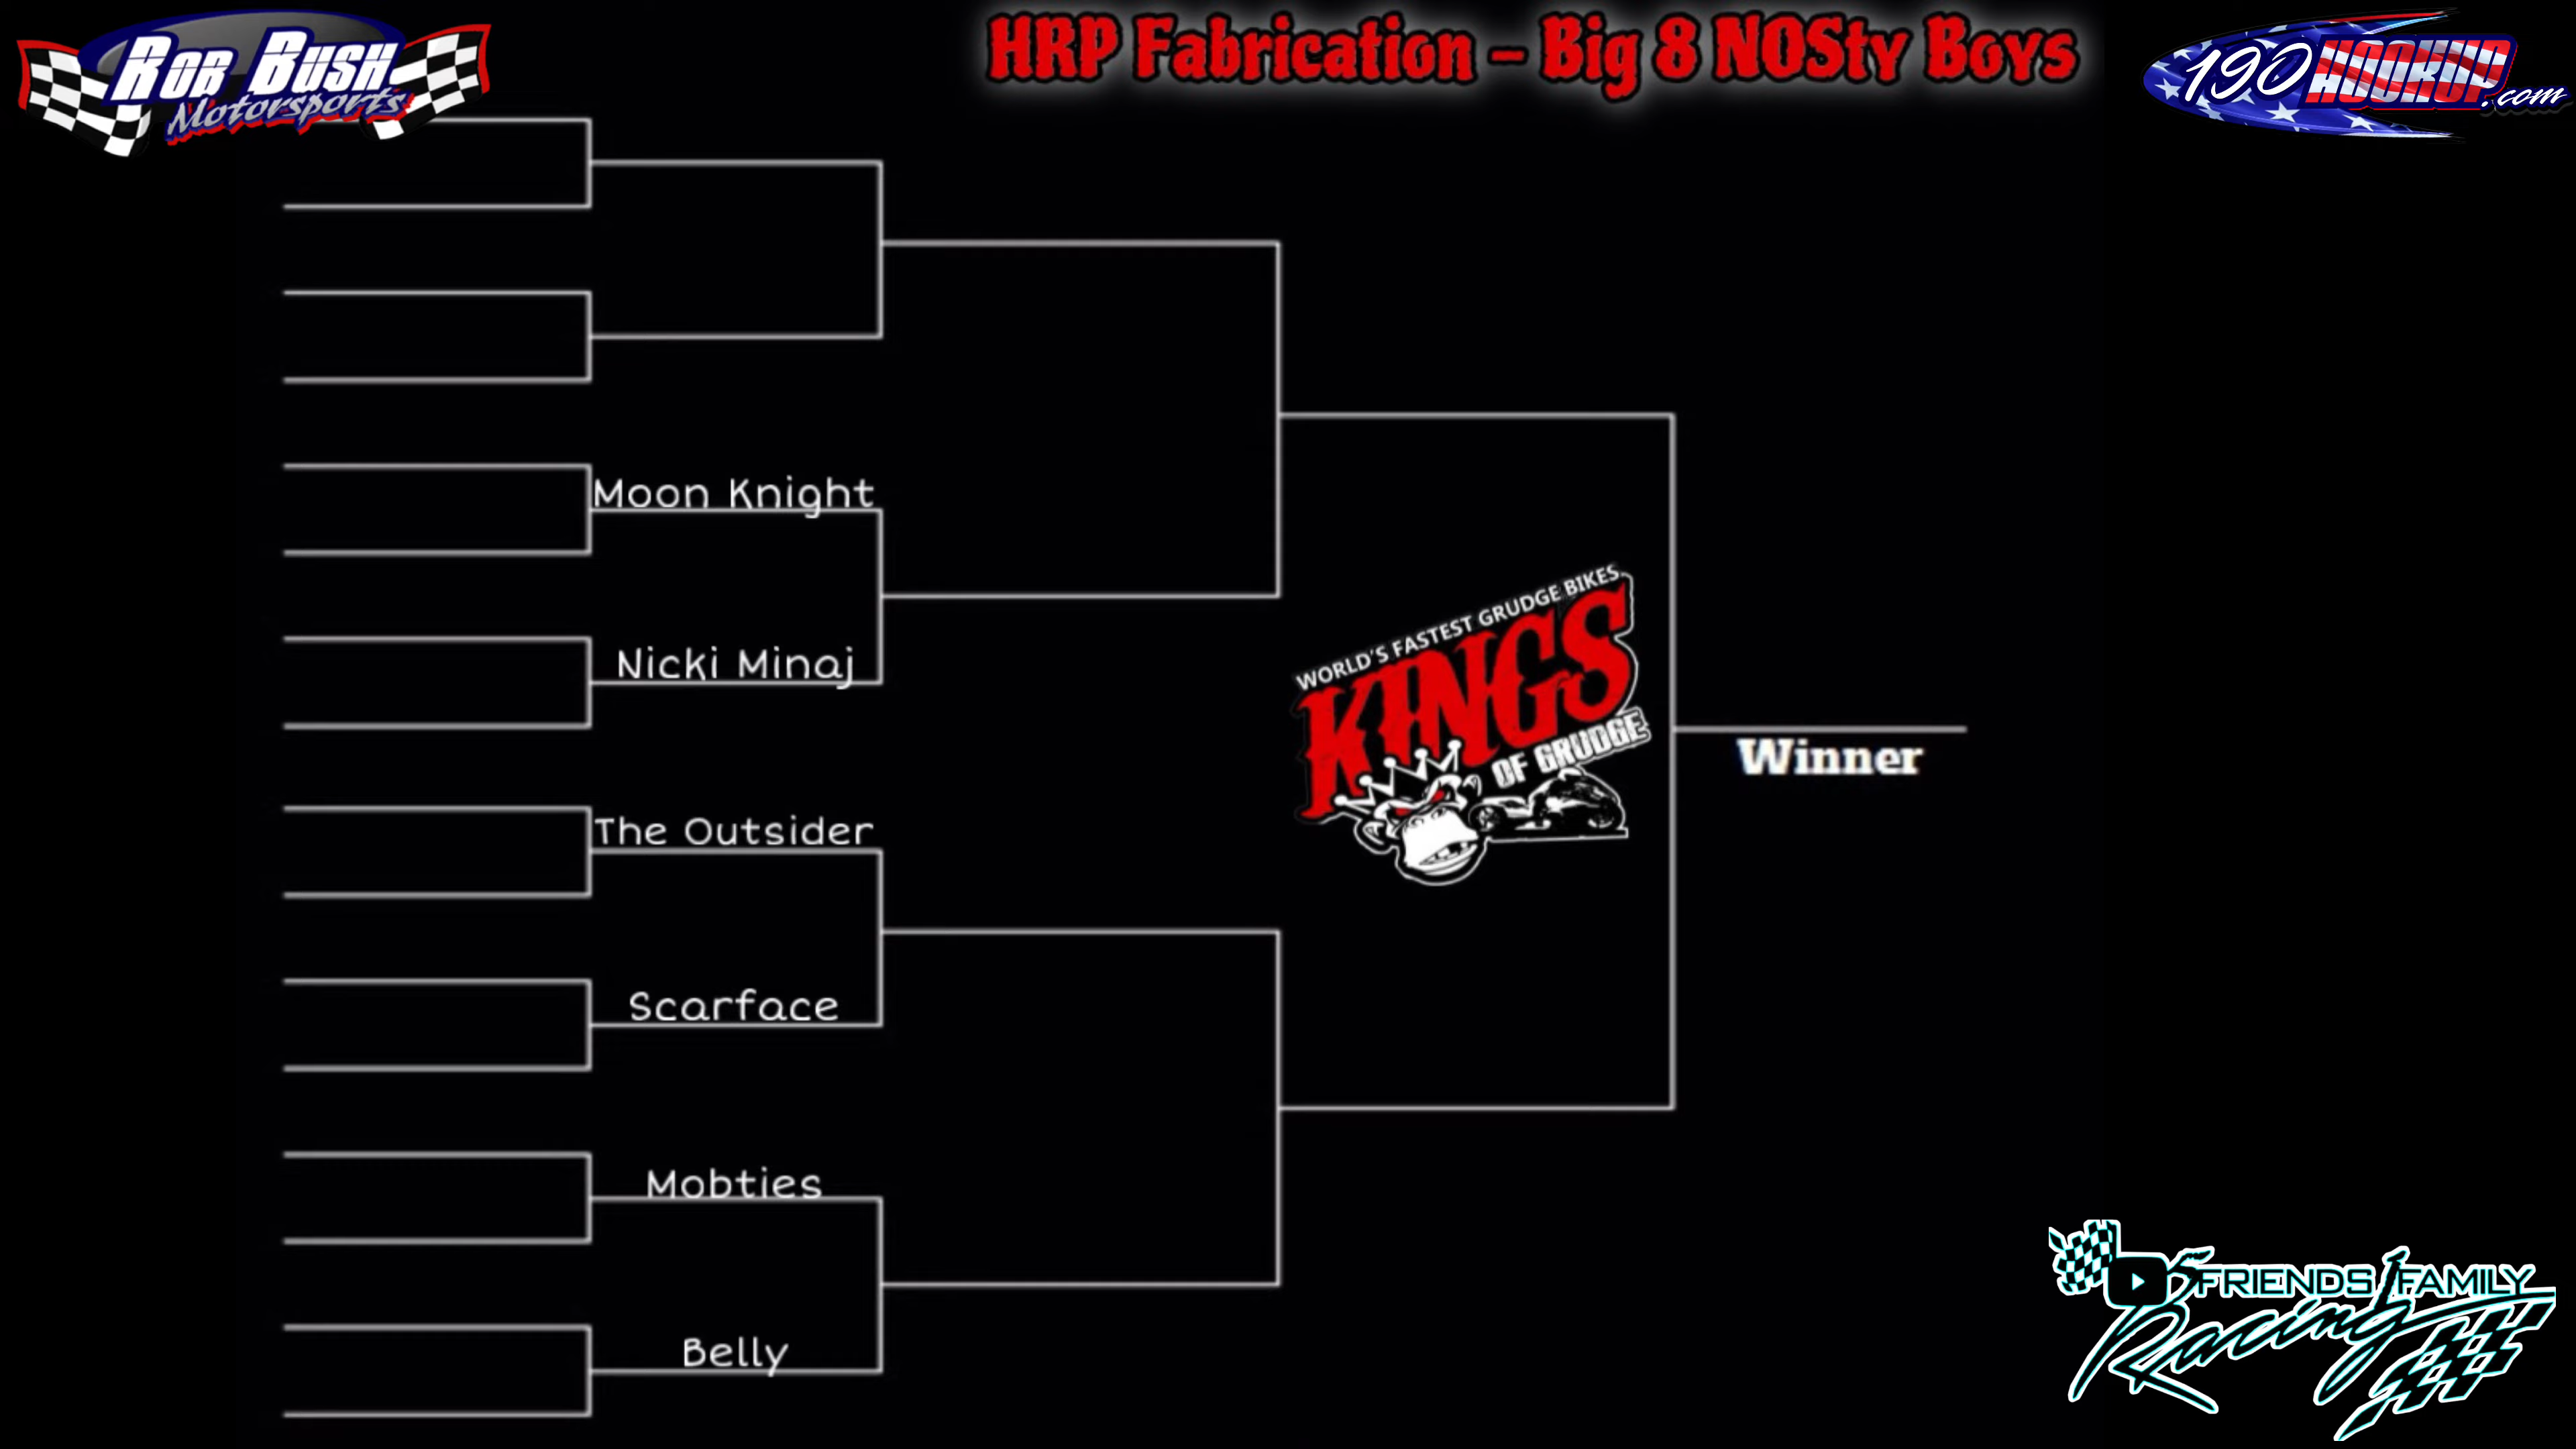 ROB BUSH
Motorsports
HRP Fabrication - Big 8 NOSty Boys
190HOOKUP.com
Moon Knight
Nicki Minaj
WORLD'S FASTEST GRUDGE BIKES
KINGS
OF GRUDGE
Winner
The Outsider
Scarface
Mobties
Belly
FRIENDS FAMILY
Racing